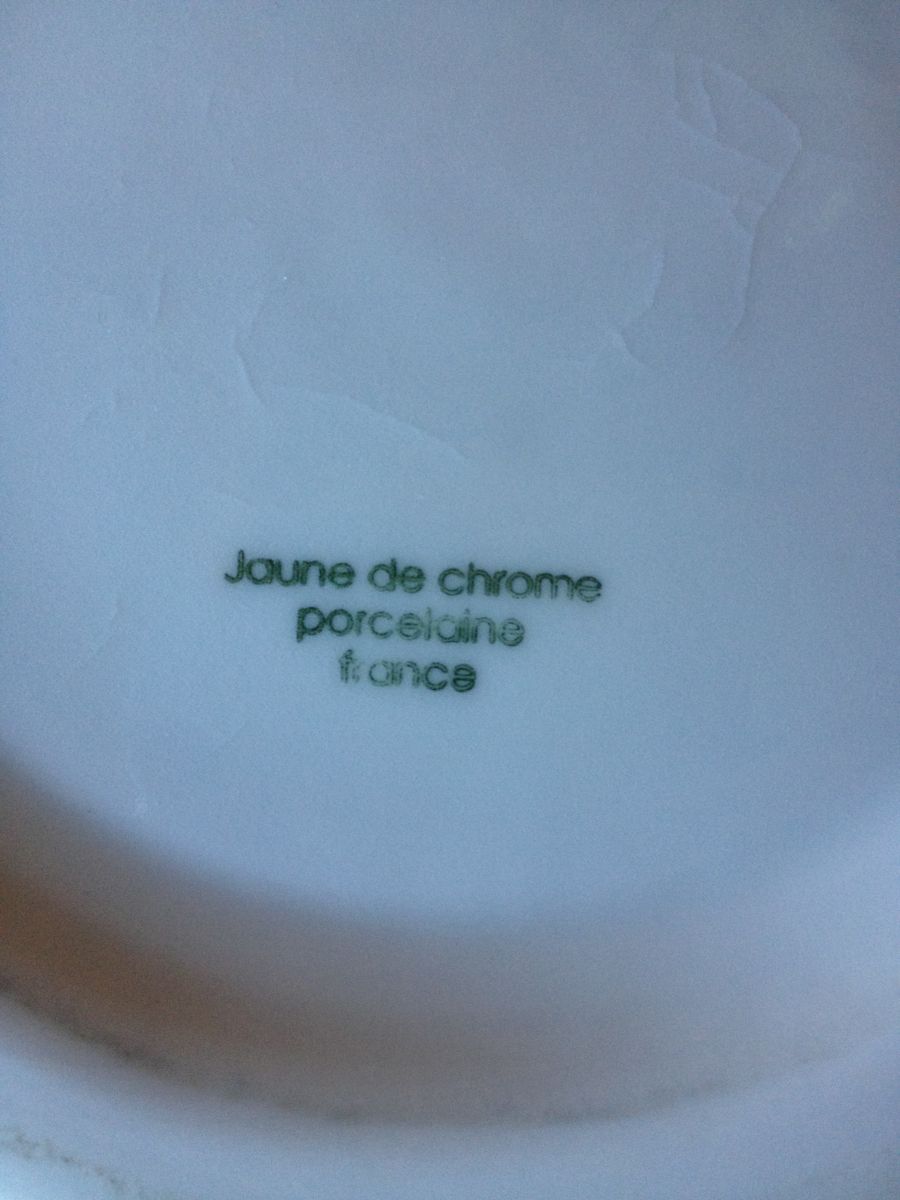 Jaune de chrome
porcelaine
france